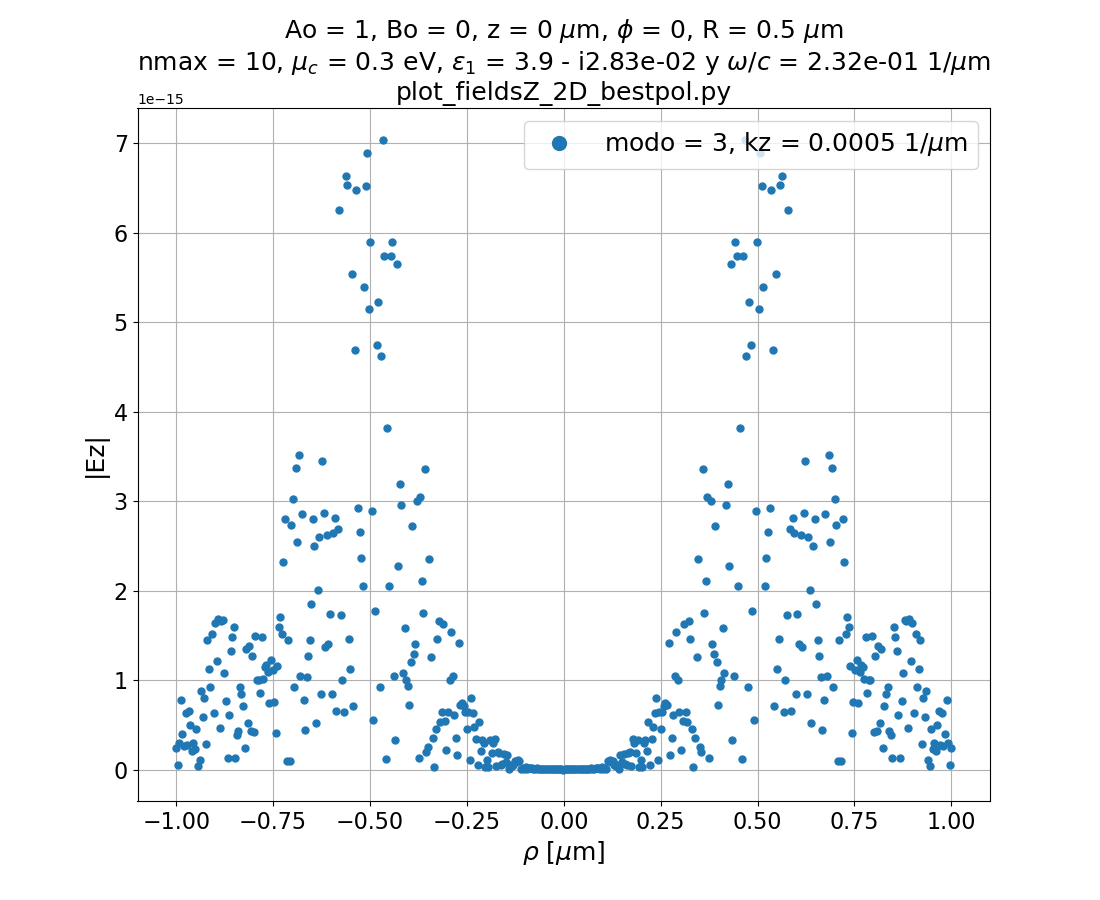 Ao = 1, Bo = 0, z = 0 μm, ϕ = 0, R = 0.5 μm
nmax = 10, μ_c = 0.3 eV, ε_1 = 3.9 - i2.83e-02 y ω/c = 2.32e-01 1/μm
plot_fieldsZ_2D_bestpol.py
1e−15
modo = 3, kz = 0.0005 1/μm
7
6
5
4
3
2
1
0
|Ez|
−1.00 −0.75 −0.50 −0.25 0.00 0.25 0.50 0.75 1.00
ρ [μm]